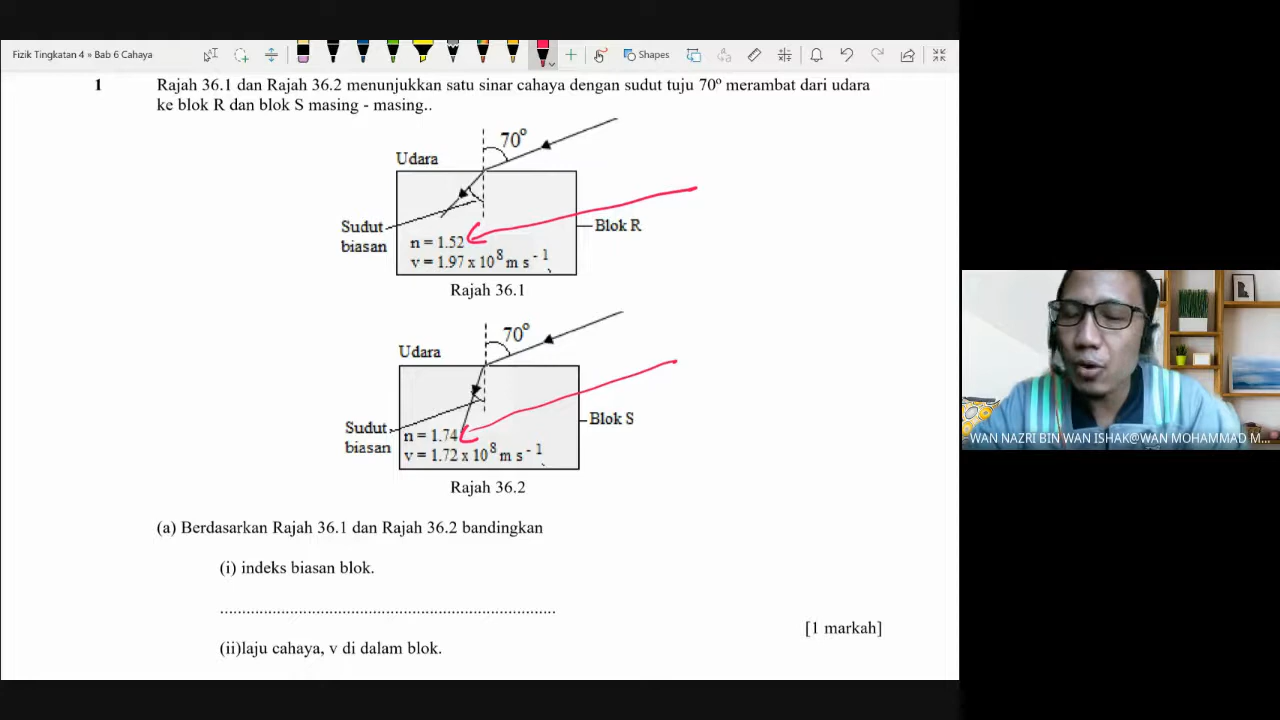 Fizik Tingkatan 4 » Bab 6 Cahaya
Shapes
1 Rajah 36.1 dan Rajah 36.2 menunjukkan satu sinar cahaya dengan sudut tuju 70º merambat dari udara
ke blok R dan blok S masing - masing..
70º
Udara
Sudut
biasan
Blok R
n = 1.52
v = 1.97 x 10⁸ m s⁻¹
Rajah 36.1
70º
Udara
Blok S
Sudut
biasan
n = 1.74
v = 1.72 x 10⁸ m s⁻¹
Rajah 36.2
(a) Berdasarkan Rajah 36.1 dan Rajah 36.2 bandingkan
(i) indeks biasan blok.
............................................................................
[1 markah]
(ii)laju cahaya, v di dalam blok.
WAN NAZRI BIN WAN ISHAK@WAN MOHAMMAD M...